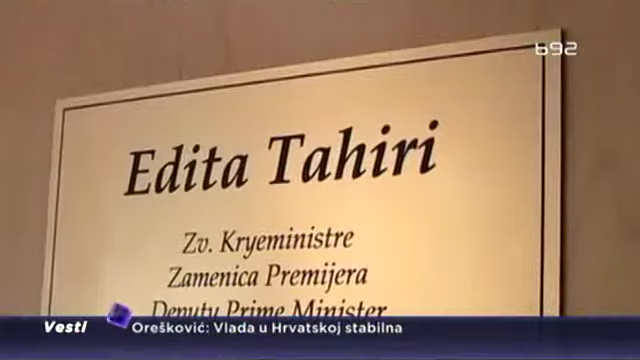 B92
Edita Tahiri
Zv. Kryeministre
Zamenica Premijera
Deputy Prime Minister
Vesti
Orešković: Vlada u Hrvatskoj stabilna